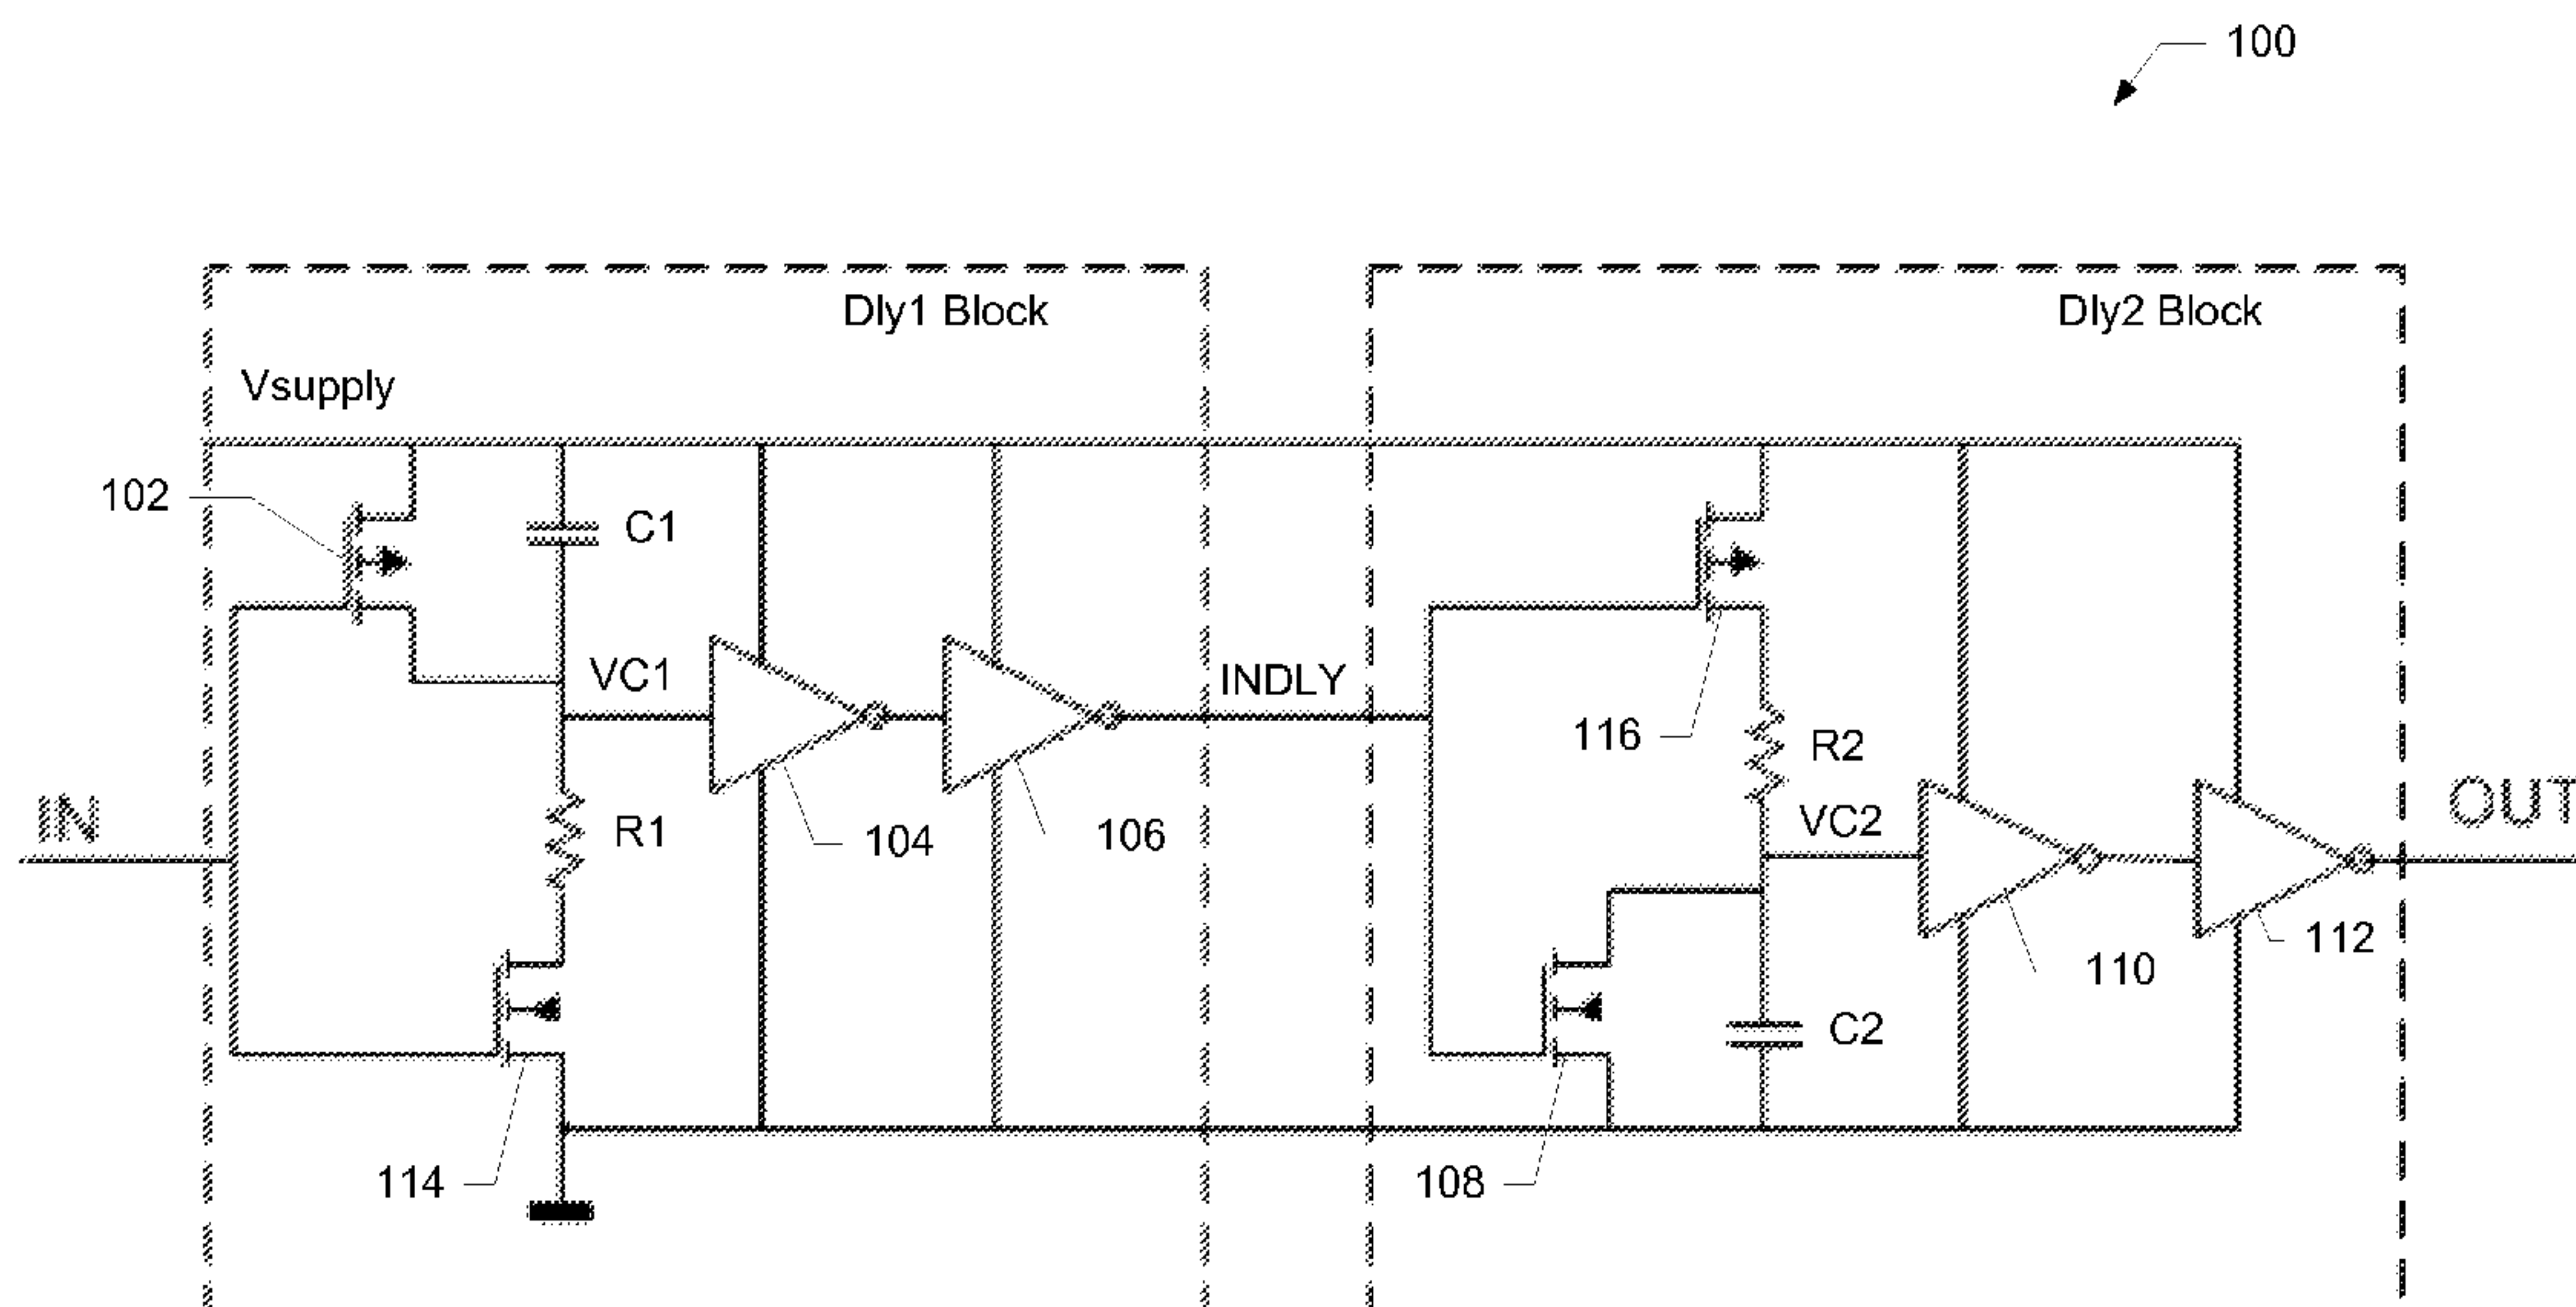 100
Dly1 Block
Dly2 Block
Vsupply
102
C1
VC1
INDLY
116
R2
IN
R1
104
106
VC2
OUT
112
110
C2
114
108